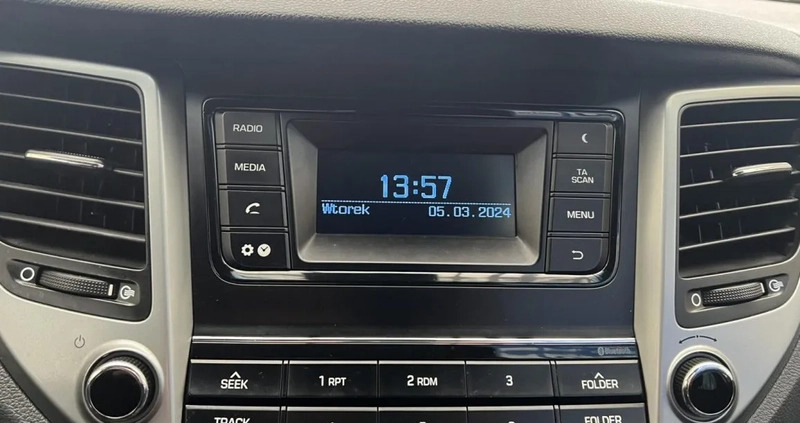 RADIO
MEDIA
13:57
Wtorek 05.03.2024
TA
SCAN
MENU
Bluetooth
SEEK 1 RPT 2 RDM 3 FOLDER
TRACK FOLDER